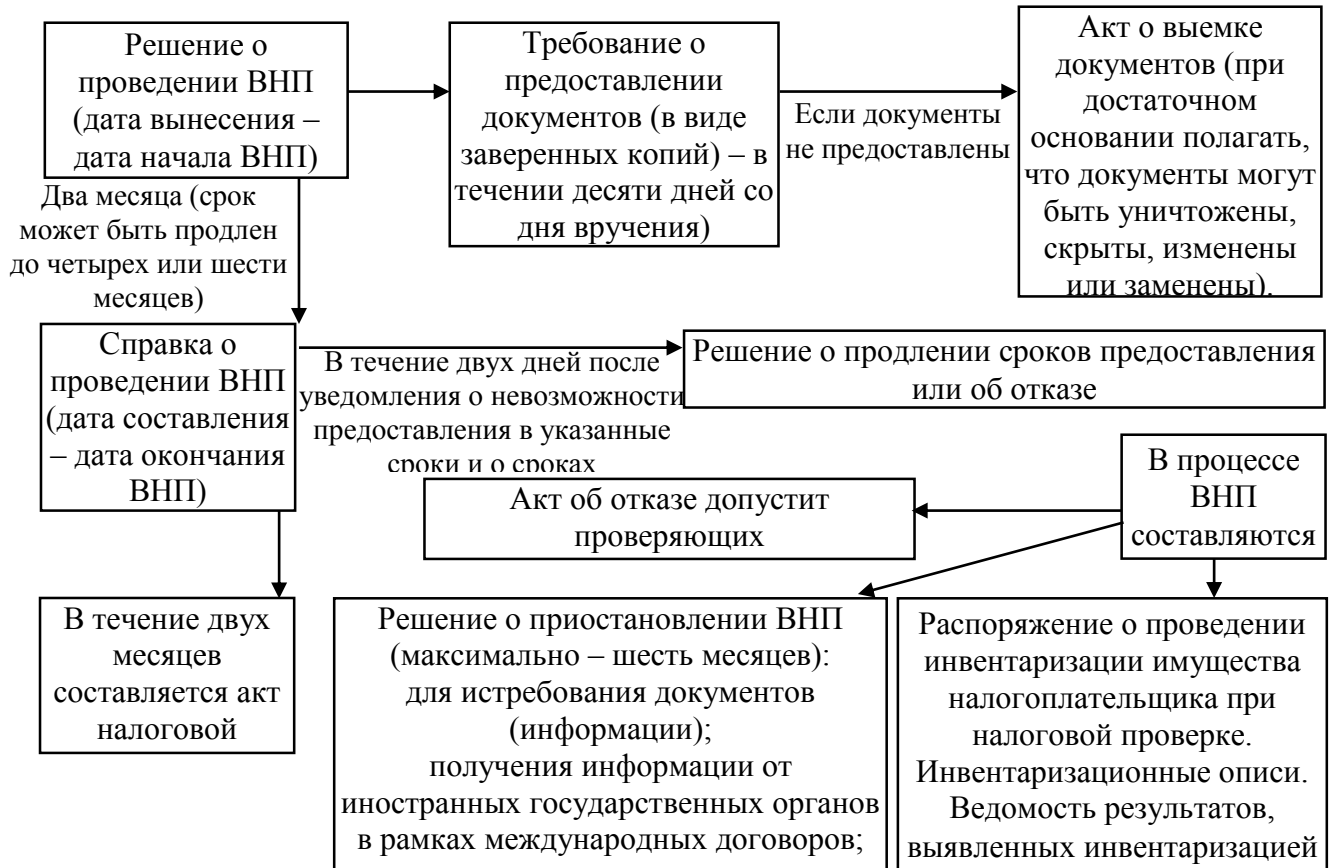 Решение о
проведении ВНП
(дата вынесения –
дата начала ВНП)
Требование о
предоставлении
документов (в виде
заверенных копий) – в
течении десяти дней со
дня вручения)
Если документы
не предоставлены
Акт о выемке
документов (при
достаточном
основании полагать,
что документы могут
быть уничтожены,
скрыты, изменены
или заменены).
Два месяца (срок
может быть продлен
до четырех или шести
месяцев)
Справка о
проведении ВНП
(дата составления
– дата окончания
ВНП)
В течение двух дней после
уведомления о невозможности
предоставления в указанные
сроки и о сроках
Решение о продлении сроков предоставления
или об отказе
В процессе
ВНП
составляются
Акт об отказе допустит
проверяющих
В течение двух
месяцев
составляется акт
налоговой
Решение о приостановлении ВНП
(максимально – шесть месяцев):
для истребования документов
(информации);
получения информации от
иностранных государственных органов
в рамках международных договоров;
Распоряжение о проведении
инвентаризации имущества
налогоплательщика при
налоговой проверке.
Инвентаризационные описи.
Ведомость результатов,
выявленных инвентаризацией